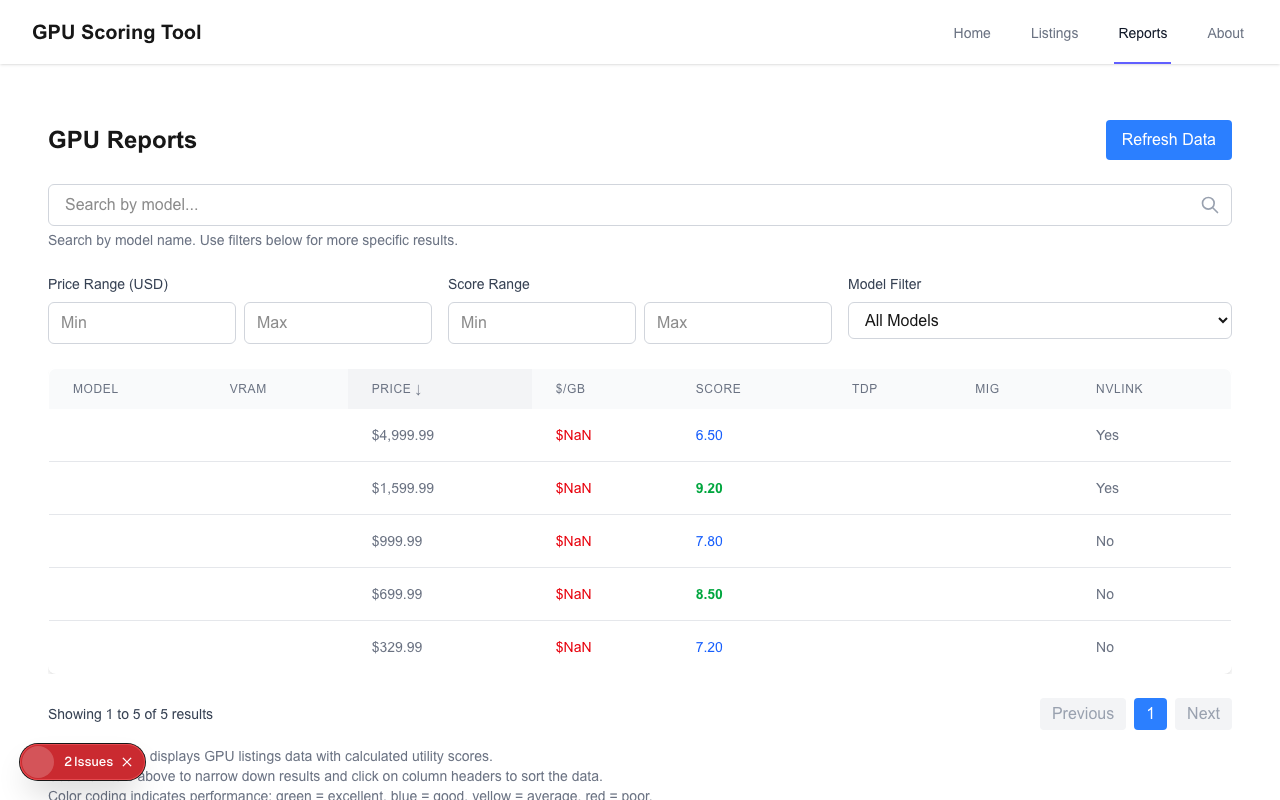 GPU Scoring Tool
Home Listings Reports About
GPU Reports
Refresh Data
Search by model...
Search by model name. Use filters below for more specific results.
Price Range (USD) Score Range Model Filter
Min Max Min Max All Models
MODEL VRAM PRICE ↓ $/GB SCORE TDP MIG NVLINK
$4,999.99 $NaN 6.50 Yes
$1,599.99 $NaN 9.20 Yes
$999.99 $NaN 7.80 No
$699.99 $NaN 8.50 No
$329.99 $NaN 7.20 No
Showing 1 to 5 of 5 results
Previous 1 Next
displays GPU listings data with calculated utility scores.
2 Issues
above to narrow down results and click on column headers to sort the data.
Color coding indicates performance: green = excellent, blue = good, yellow = average, red = poor.